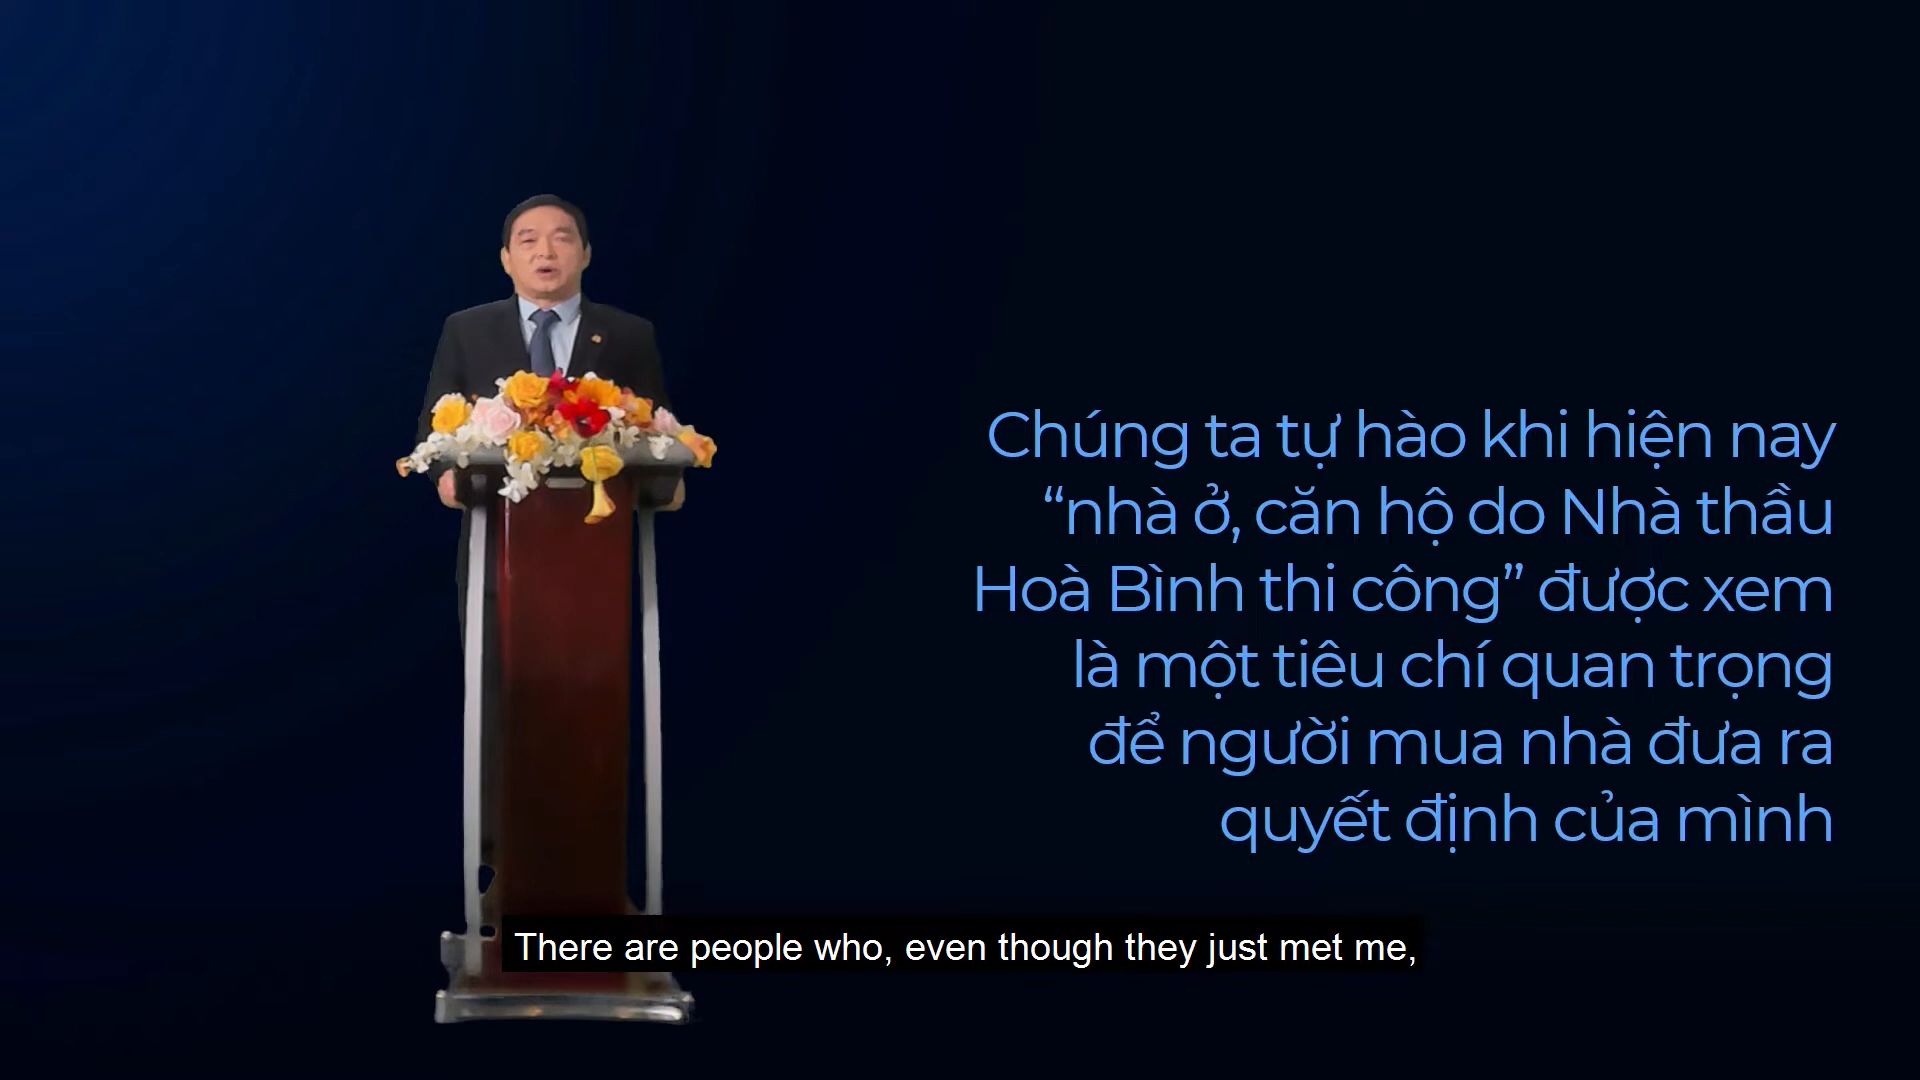 Chúng ta tự hào khi hiện nay
“nhà ở, căn hộ do Nhà thầu
Hoà Bình thi công” được xem
là một tiêu chí quan trọng
để người mua nhà đưa ra
quyết định của mình
There are people who, even though they just met me,